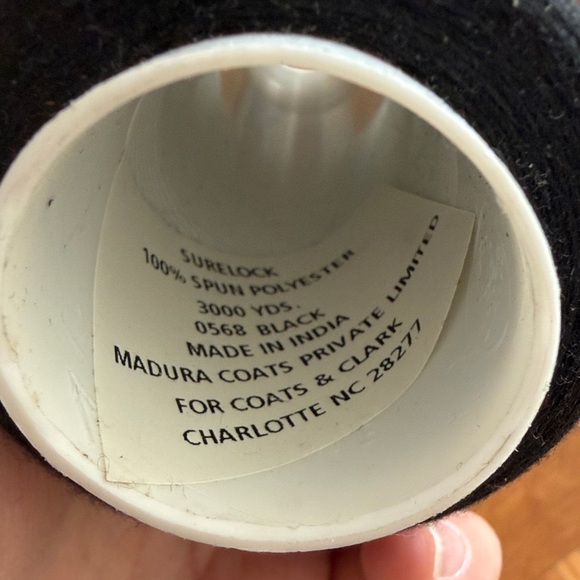 SURELOCK
100% SPUN POLYESTER
3000 YDS.
0568 BLACK
MADE IN INDIA
MADURA COATS PRIVATE LIMITED
FOR COATS & CLARK
CHARLOTTE NC 28277